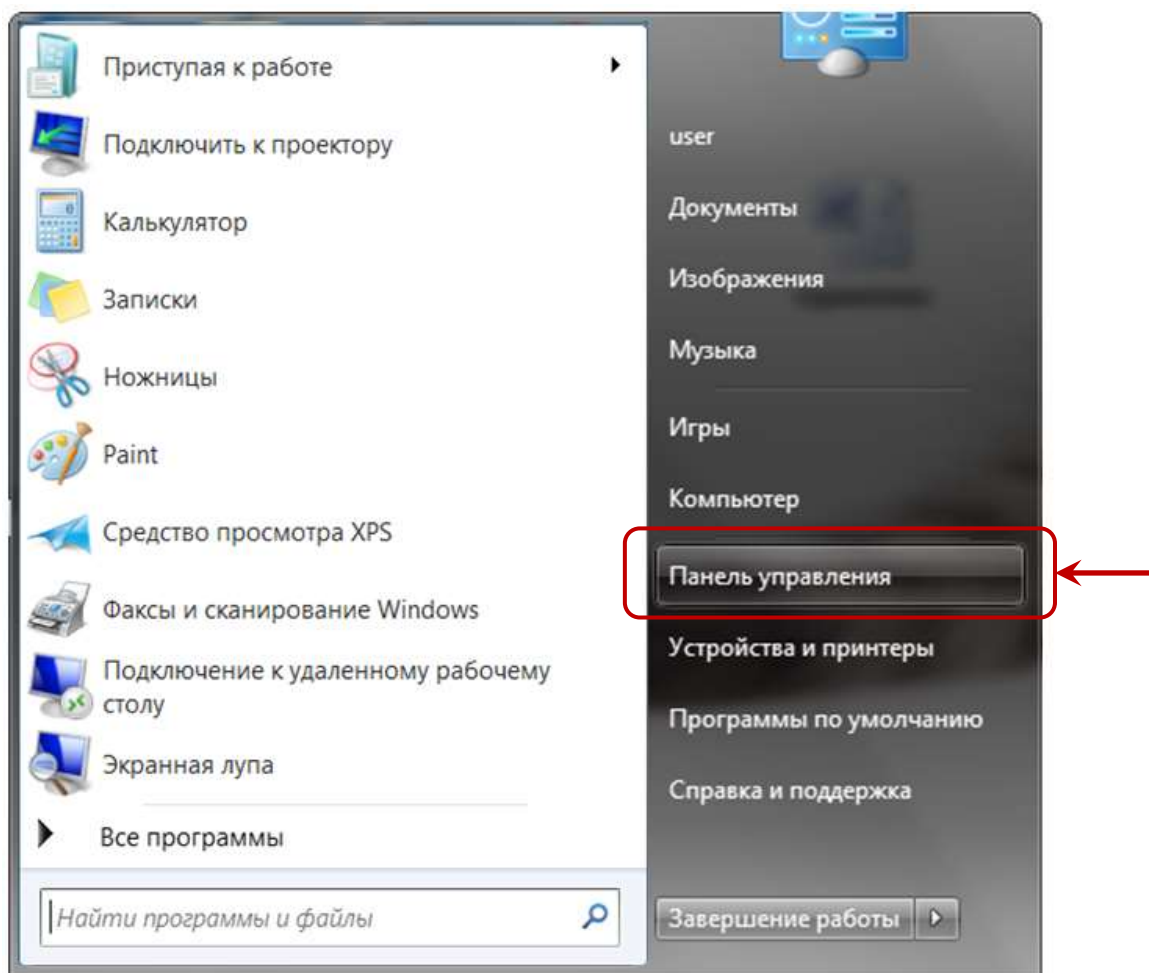 Приступая к работе
Подключить к проектору
Калькулятор
Записки
Ножницы
Paint
Средство просмотра XPS
Факсы и сканирование Windows
Подключение к удаленному рабочему
столу
Экранная лупа
Все программы
Найти программы и файлы
user
Документы
Изображения
Музыка
Игры
Компьютер
Панель управления
Устройства и принтеры
Программы по умолчанию
Справка и поддержка
Завершение работы